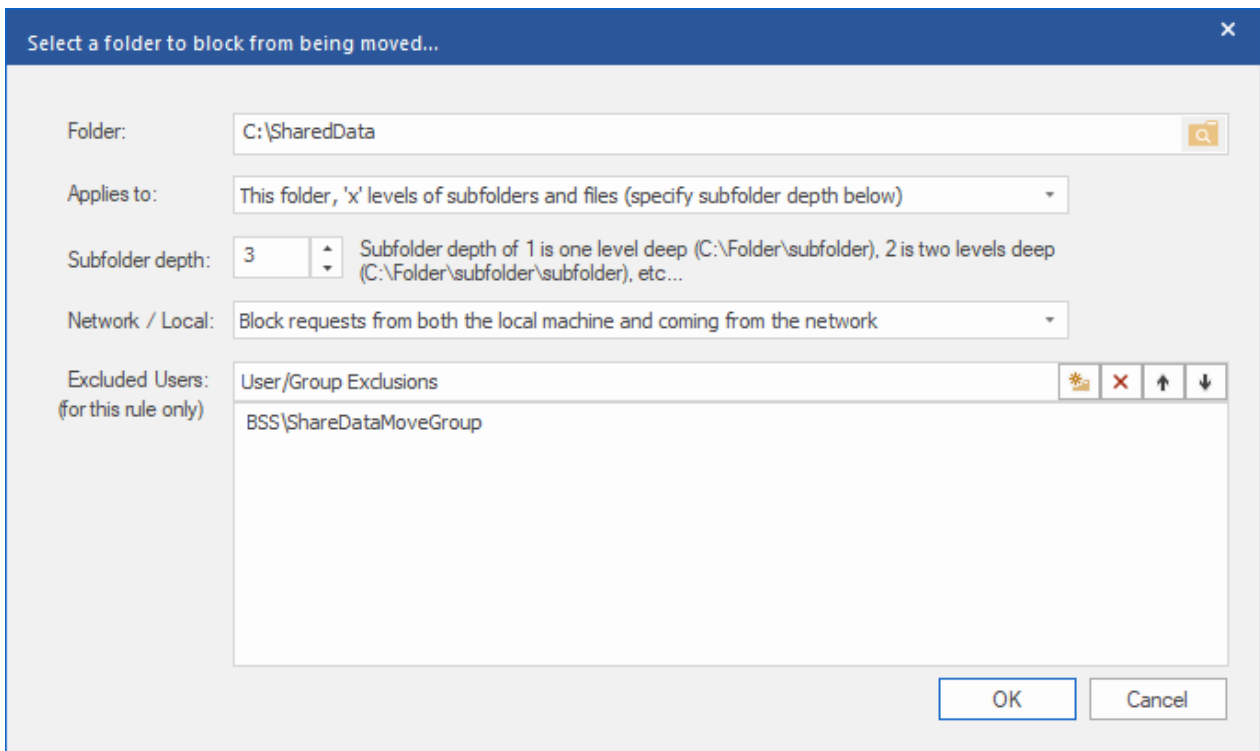 Select a folder to block from being moved...
Folder:
C:\SharedData
Applies to:
This folder, 'x' levels of subfolders and files (specify subfolder depth below)
Subfolder depth:
3
Subfolder depth of 1 is one level deep (C:\Folder\subfolder), 2 is two levels deep
(C:\Folder\subfolder\subfolder), etc...
Network / Local:
Block requests from both the local machine and coming from the network
Excluded Users:
(for this rule only)
User/Group Exclusions
BSS\ShareDataMoveGroup
OK
Cancel